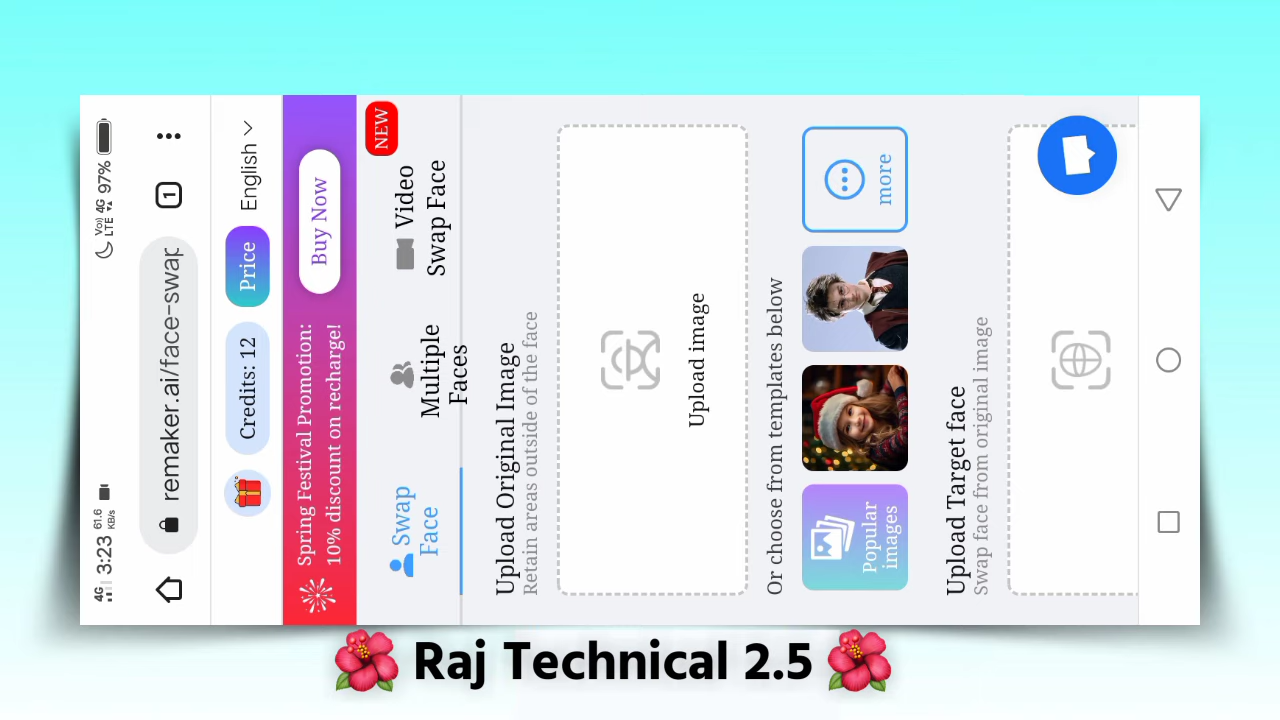 4G 3:23 61.6 KB/s Vo) LTE 4G 97%
remaker.ai/face-swap
1
Credits: 12
Price
English
Spring Festival Promotion:
10% discount on recharge!
Buy Now
Swap
Face
Multiple
Faces
Video
Swap Face
NEW
Upload Original Image
Retain areas outside of the face
Upload image
Or choose from templates below
Popular
images
more
Upload Target face
Swap face from original image
Raj Technical 2.5